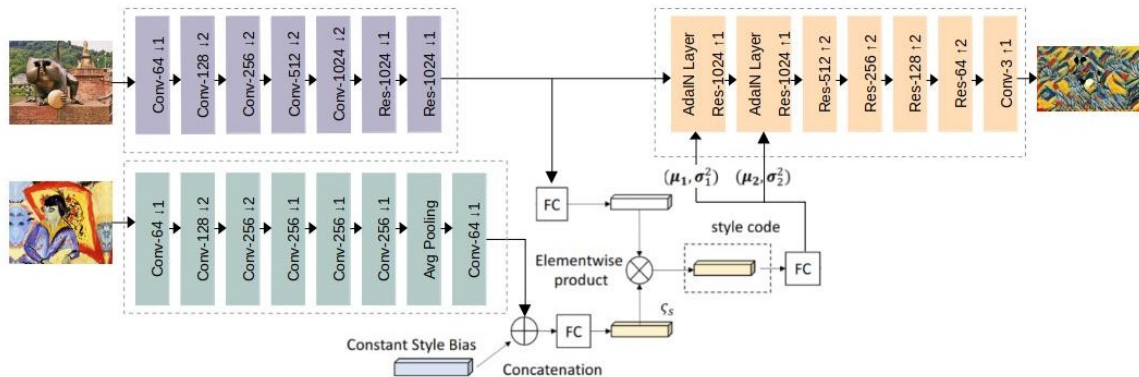 Conv-64 ↓1
Conv-128 ↓2
Conv-256 ↓2
Conv-512 ↓2
Conv-1024 ↓2
Res-1024 ↓1
Res-1024 ↓1
AdaIN Layer
Res-1024 ↑1
AdaIN Layer
Res-1024 ↑1
Res-512 ↑2
Res-256 ↑2
Res-128 ↑2
Res-64 ↑2
Conv-3 ↑1
Conv-64 ↓1
Conv-128 ↓2
Conv-256 ↓2
Conv-256 ↓1
Conv-256 ↓1
Conv-256 ↓1
Avg Pooling
Conv-64 ↓1
(μ₁, σ₁²)
(μ₂, σ₂²)
FC
style code
Elementwise
product
FC
ςₛ
FC
Constant Style Bias
Concatenation